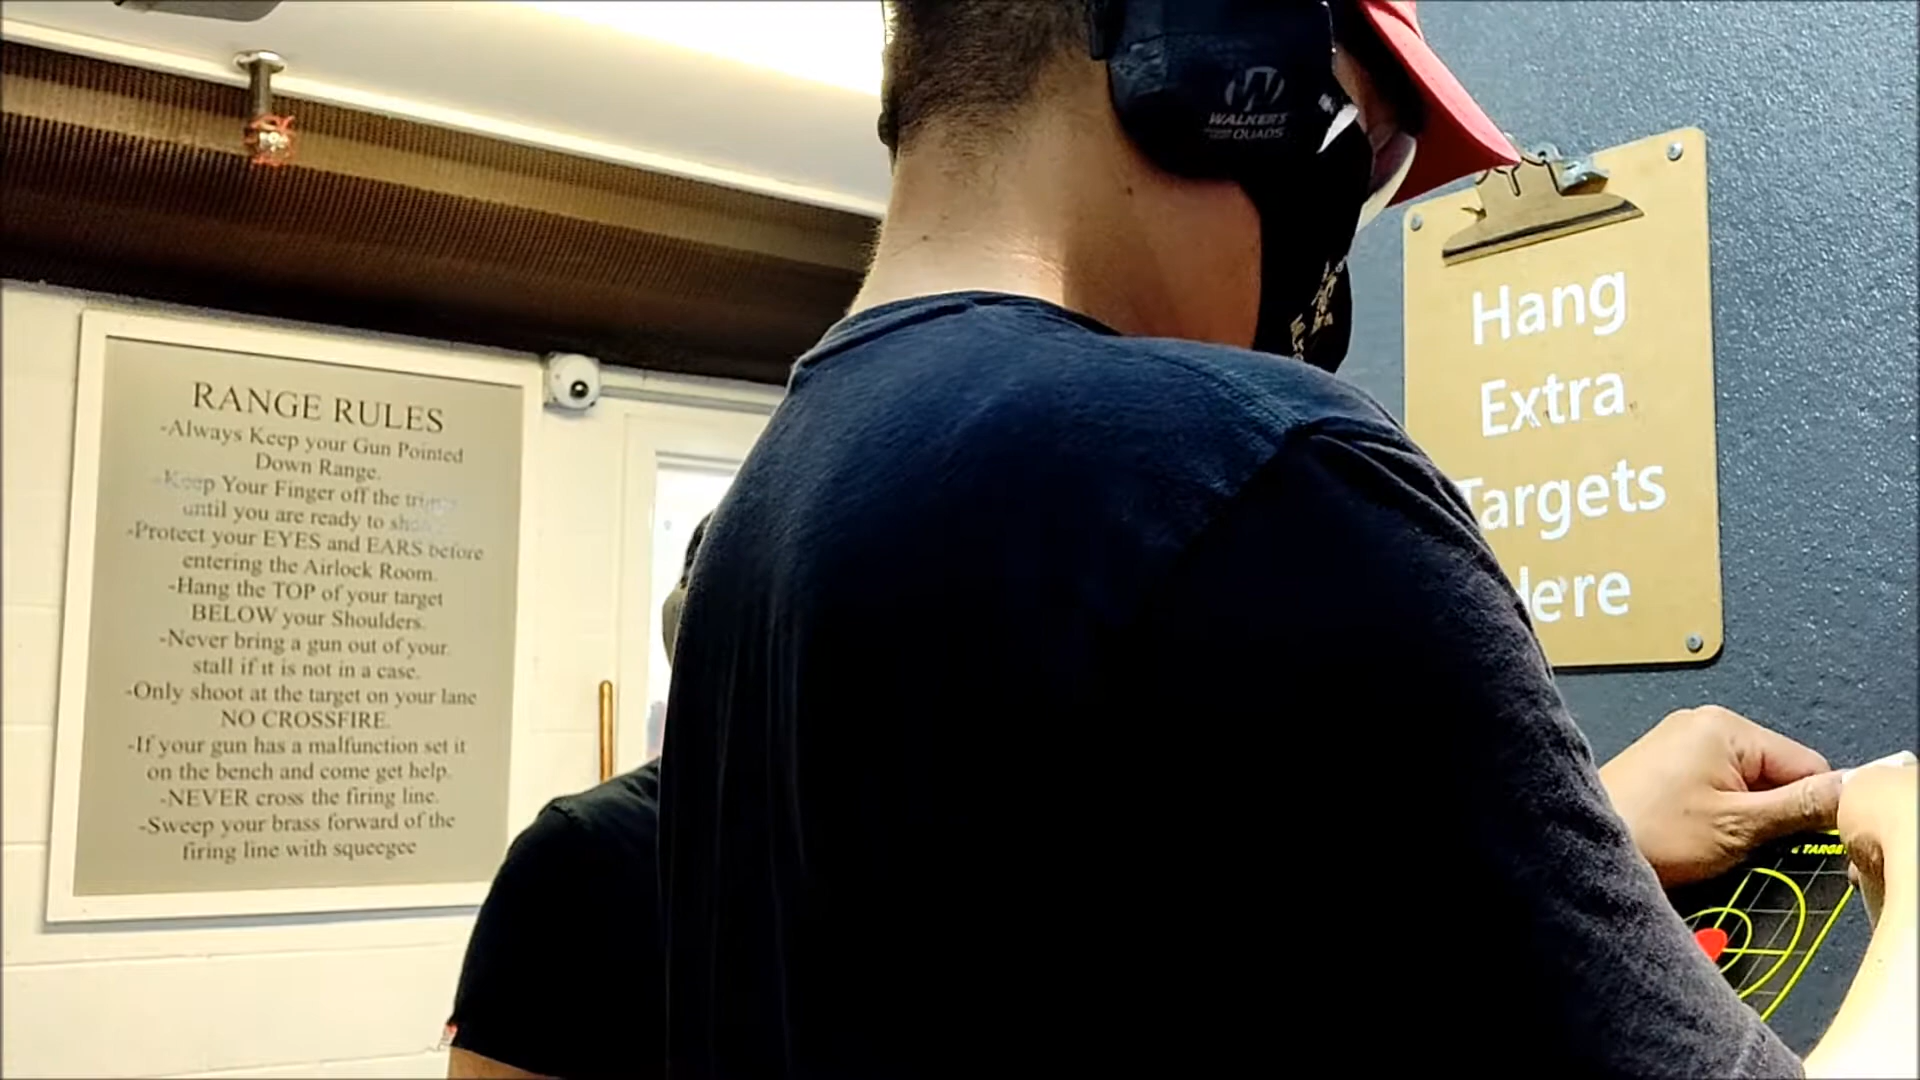 RANGE RULES
-Always Keep your Gun Pointed
Down Range.
-Keep Your Finger off the
until you are ready to
-Protect your EYES and EARS before
entering the Airlock Room.
-Hang the TOP of your target
BELOW your Shoulders.
-Never bring a gun out of your
stall if it is not in a case.
-Only shoot at the target on your lane
NO CROSSFIRE.
-If your gun has a malfunction set it
on the bench and come get help.
-NEVER cross the firing line.
-Sweep your brass forward of the
firing line with squeegee
WALKER'S
QUADS
Hang
Extra
Targets
Here
TARGE